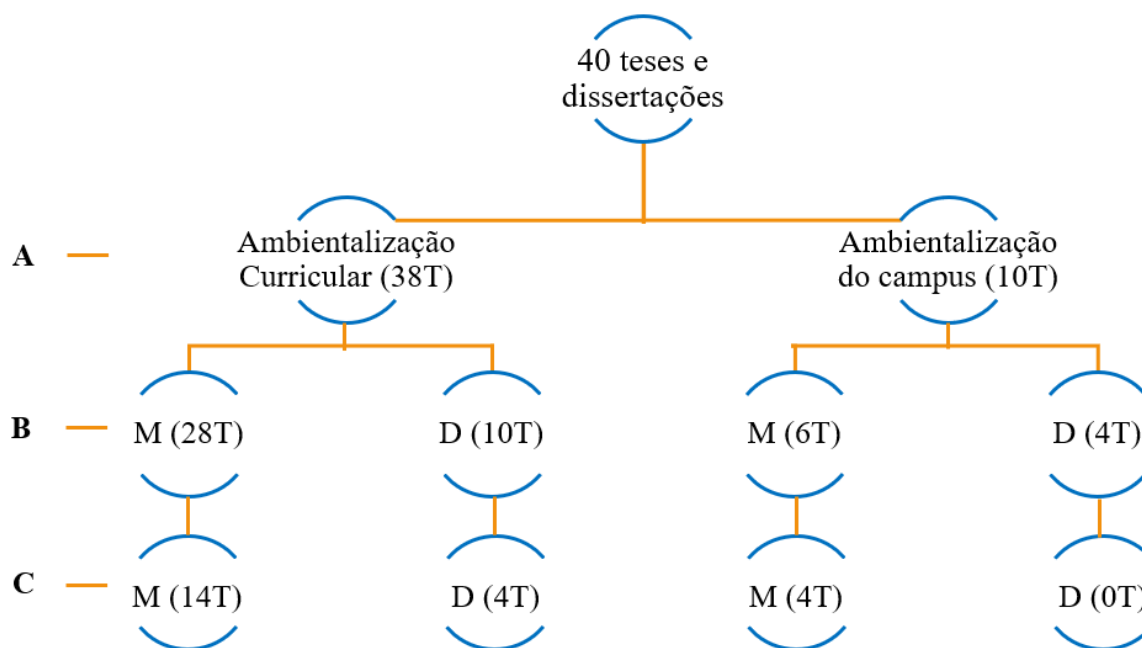 40 teses e
dissertações
A
Ambientalização
Curricular (38T)
Ambientalização
do campus (10T)
B
M (28T)
D (10T)
M (6T)
D (4T)
C
M (14T)
D (4T)
M (4T)
D (0T)